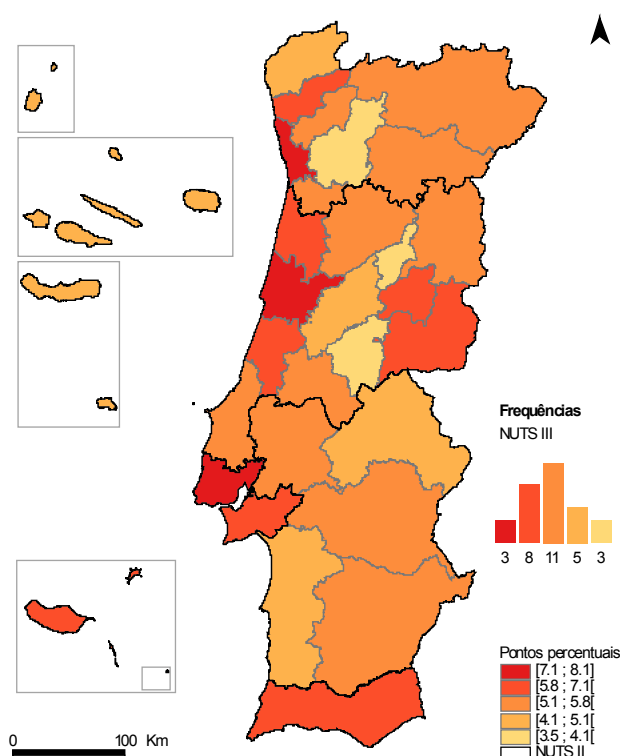 Frequências
NUTS III
3 8 11 5 3
Pontos percentuais
[7.1 ; 8.1]
[5.8 ; 7.1[
[5.1 ; 5.8[
[4.1 ; 5.1[
[3.5 ; 4.1[
NUTS II
0 100 Km